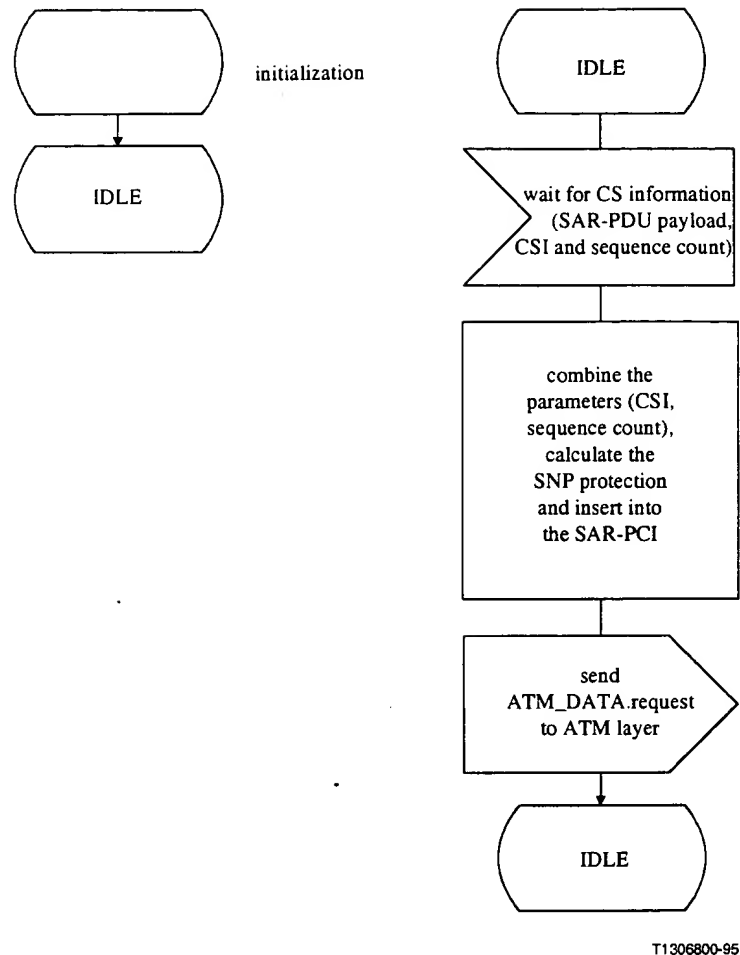 initialization
IDLE
IDLE
wait for CS information
(SAR-PDU payload,
CSI and sequence count)
combine the
parameters (CSI,
sequence count),
calculate the
SNP protection
and insert into
the SAR-PCI
send
ATM_DATA.request
to ATM layer
IDLE
T1306800-95